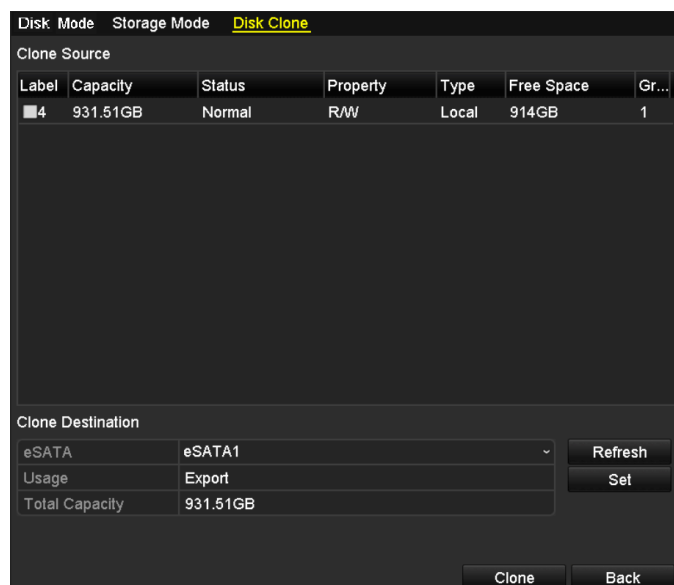 Disk Mode Storage Mode Disk Clone
Clone Source
Label Capacity Status Property Type Free Space Gr...
4 931.51GB Normal R/W Local 914GB 1
Clone Destination
eSATA eSATA1 Refresh
Usage Export Set
Total Capacity 931.51GB
Clone Back